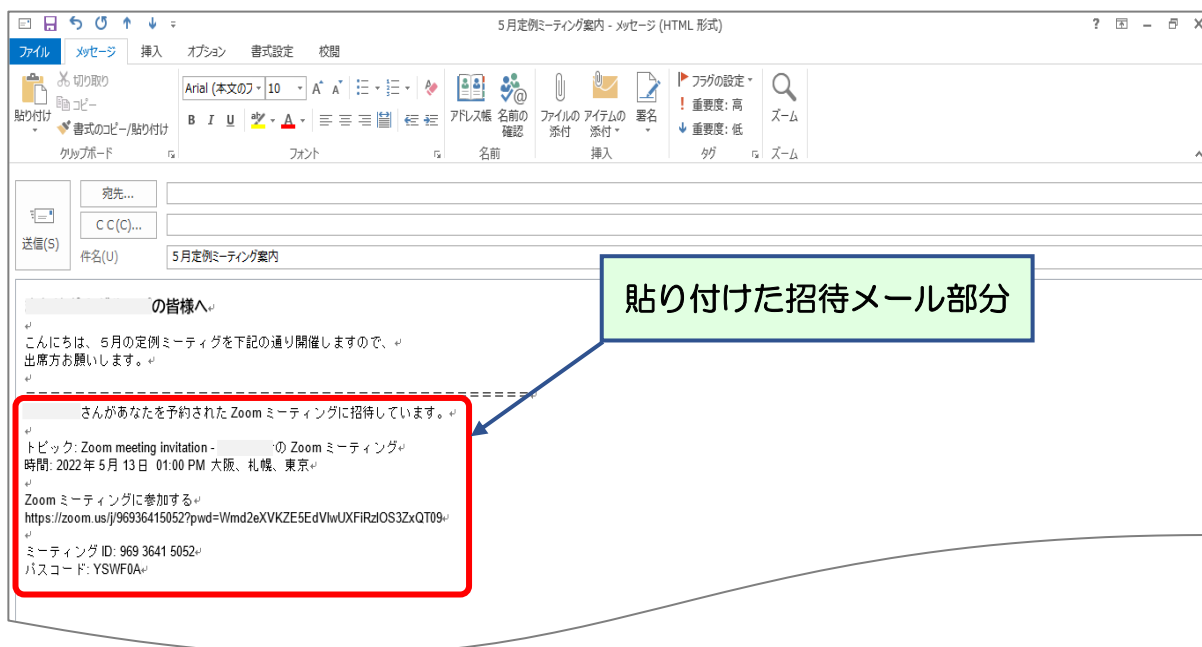 5月定例ミーティング案内 - メッセージ (HTML 形式)
ファイル メッセージ 挿入 オプション 書式設定 校閲
貼り付け
切り取り
コピー
書式のコピー/貼り付け
クリップボード
Arial (本文のフ 10
B I U
フォント
アドレス帳 名前の確認
名前
ファイルの添付 アイテムの添付 署名
挿入
フラグの設定
重要度: 高
重要度: 低
タグ
ズーム
ズーム
送信(S)
宛先...
C C(C)...
件名(U) 5月定例ミーティング案内
貼り付けた招待メール部分
の皆様へ
こんにちは、5月の定例ミーティグを下記の通り開催しますので、
出席方お願いします。
さんがあなたを予約された Zoom ミーティングに招待しています。
トピック: Zoom meeting invitation - の Zoom ミーティング
時間: 2022年 5月 13日 01:00 PM 大阪、札幌、東京
Zoom ミーティングに参加する
https://zoom.us/j/96936415052?pwd=Wmd2eXVKZE5EdVlwUXFiRzlOS3ZxQT09
ミーティング ID: 969 3641 5052
パスコード: YSWF0A